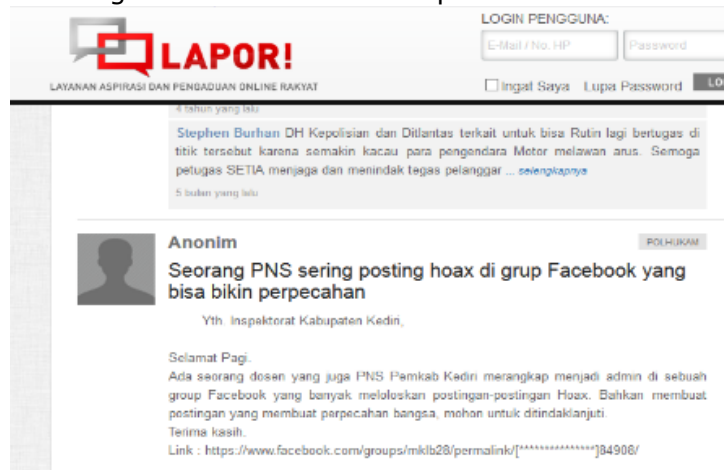 LOGIN PENGGUNA:
LAPOR!
E-Mail / No. HP Password
LAYANAN ASPIRASI DAN PENGADUAN ONLINE RAKYAT
Ingat Saya Lupa Password LO
4 tahun yang lalu
Stephen Burhan DH Kepolisian dan Ditlantas terkait untuk bisa Rutin lagi bertugas di
titik tersebut karena semakin kacau para pengendara Motor melawan arus. Semoga
petugas SETIA menjaga dan menindak tegas pelanggar ... selengkapnya
5 bulan yang lalu
Anonim
POLHUKAM
Seorang PNS sering posting hoax di grup Facebook yang
bisa bikin perpecahan
Yth. Inspektorat Kabupaten Kediri,
Selamat Pagi.
Ada seorang dosen yang juga PNS Pemkab Kediri merangkap menjadi admin di sebuah
group Facebook yang banyak meloloskan postingan-postingan Hoax. Bahkan membuat
postingan yang membuat perpecahan bangsa, mohon untuk ditindaklanjuti.
Terima kasih.
Link : https://www.facebook.com/groups/mklb28/permalink/[***************]84908/